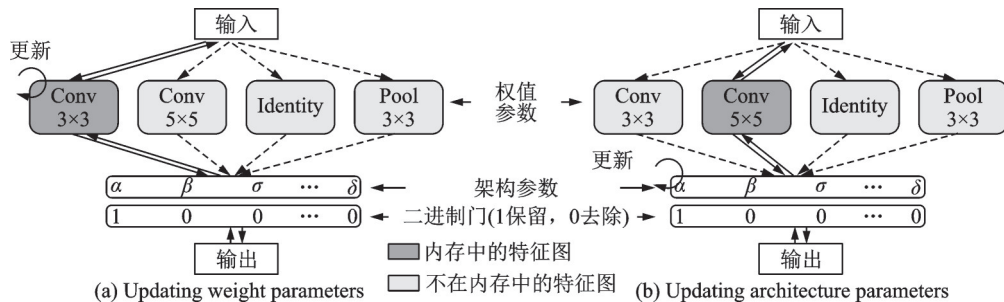 输入
更新
Conv
3×3
Conv
5×5
Identity
Pool
3×3
α β σ … δ
1 0 0 … 0
输出
(a) Updating weight parameters
权值
参数
架构参数
二进制门(1保留，0去除)
内存中的特征图
不在内存中的特征图
输入
Conv
3×3
Conv
5×5
Identity
Pool
3×3
更新
α β σ … δ
1 0 0 … 0
输出
(b) Updating architecture parameters